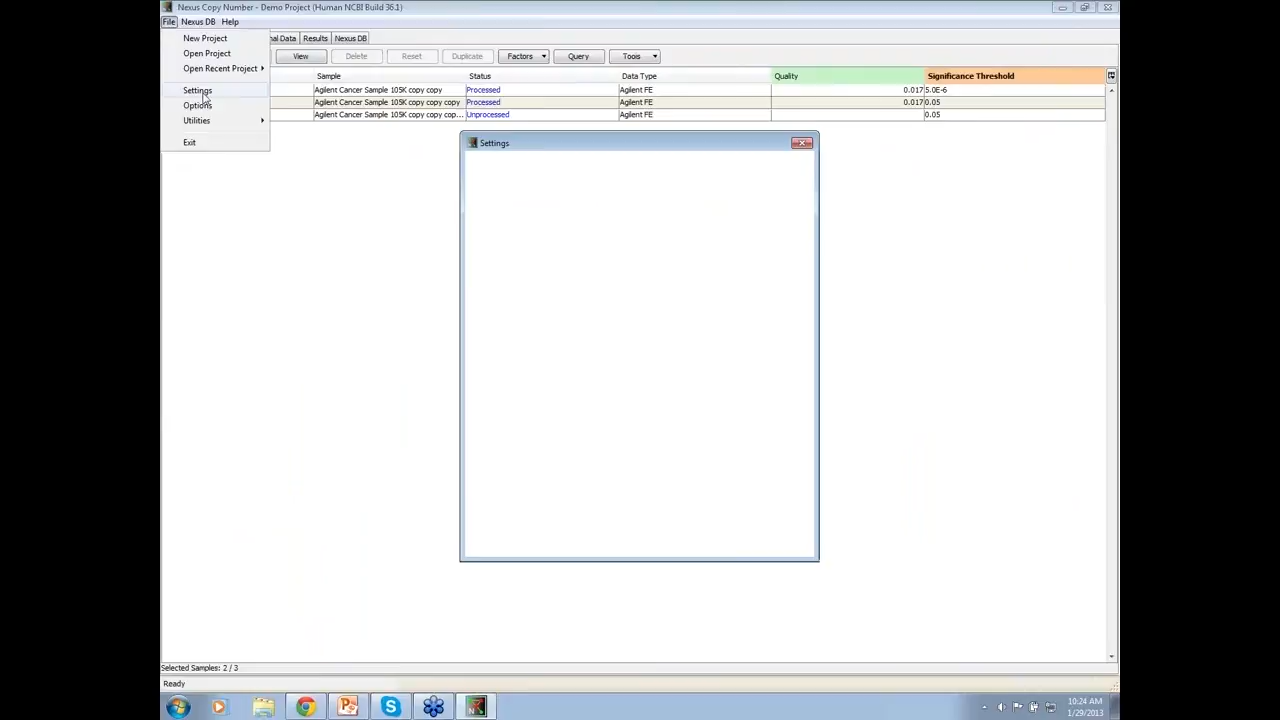 Nexus Copy Number - Demo Project (Human NCBI Build 36.1)
File Nexus DB Help
New Project
Open Project
Open Recent Project
Settings
Options
Utilities
Exit
nal Data Results Nexus DB
View Delete Reset Duplicate Factors Query Tools
Sample Status Data Type Quality Significance Threshold
Agilent Cancer Sample 105K copy copy Processed Agilent FE 0.017 5.0E-6
Agilent Cancer Sample 105K copy copy copy Processed Agilent FE 0.017 0.05
Agilent Cancer Sample 105K copy copy cop... Unprocessed Agilent FE 0.05
Settings
Selected Samples: 2 / 3
Ready
10:24 AM
1/29/2013